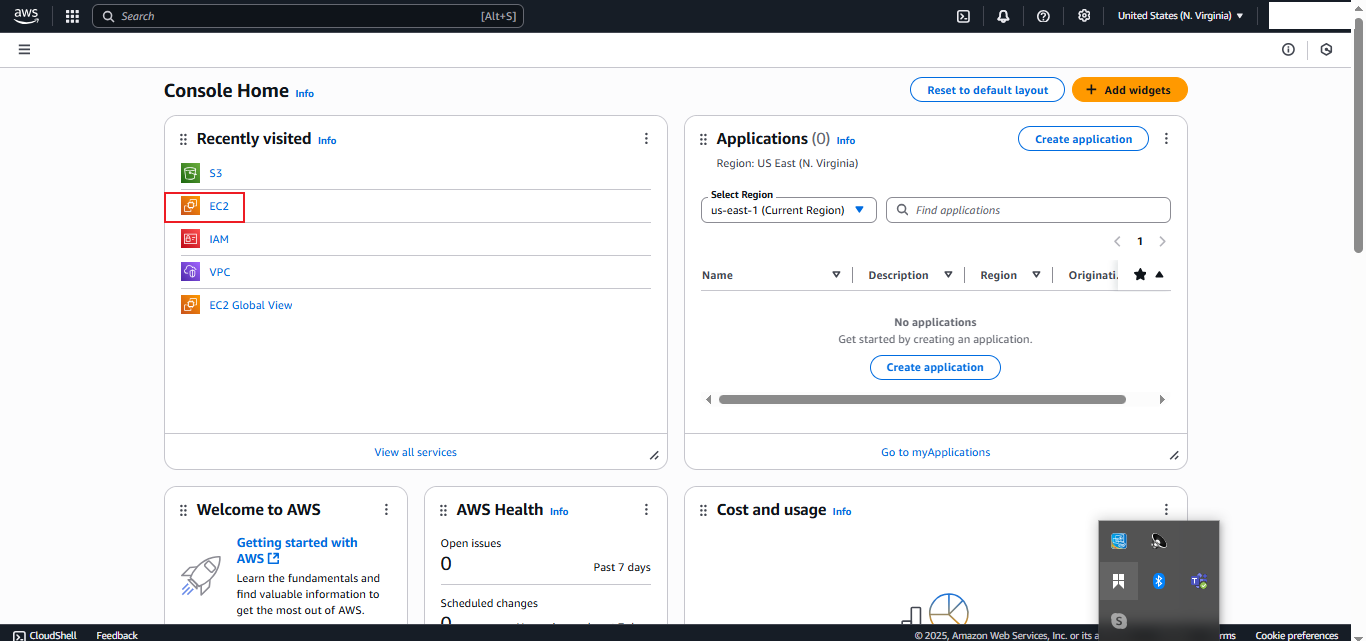 aws
Search
[Alt+S]
United States (N. Virginia)
Console Home Info
Reset to default layout
Add widgets
Recently visited Info
S3
EC2
IAM
VPC
EC2 Global View
View all services
Applications (0) Info
Create application
Region: US East (N. Virginia)
Select Region
us-east-1 (Current Region)
Find applications
1
Name
Description
Region
Originati.
No applications
Get started by creating an application.
Create application
Go to myApplications
Welcome to AWS
Getting started with
AWS
Learn the fundamentals and
find valuable information to
get the most out of AWS.
AWS Health Info
Open issues
0
Past 7 days
Scheduled changes
0
Cost and usage Info
CloudShell
Feedback
© 2025, Amazon Web Services, Inc. or its a
rms
Cookie preferences